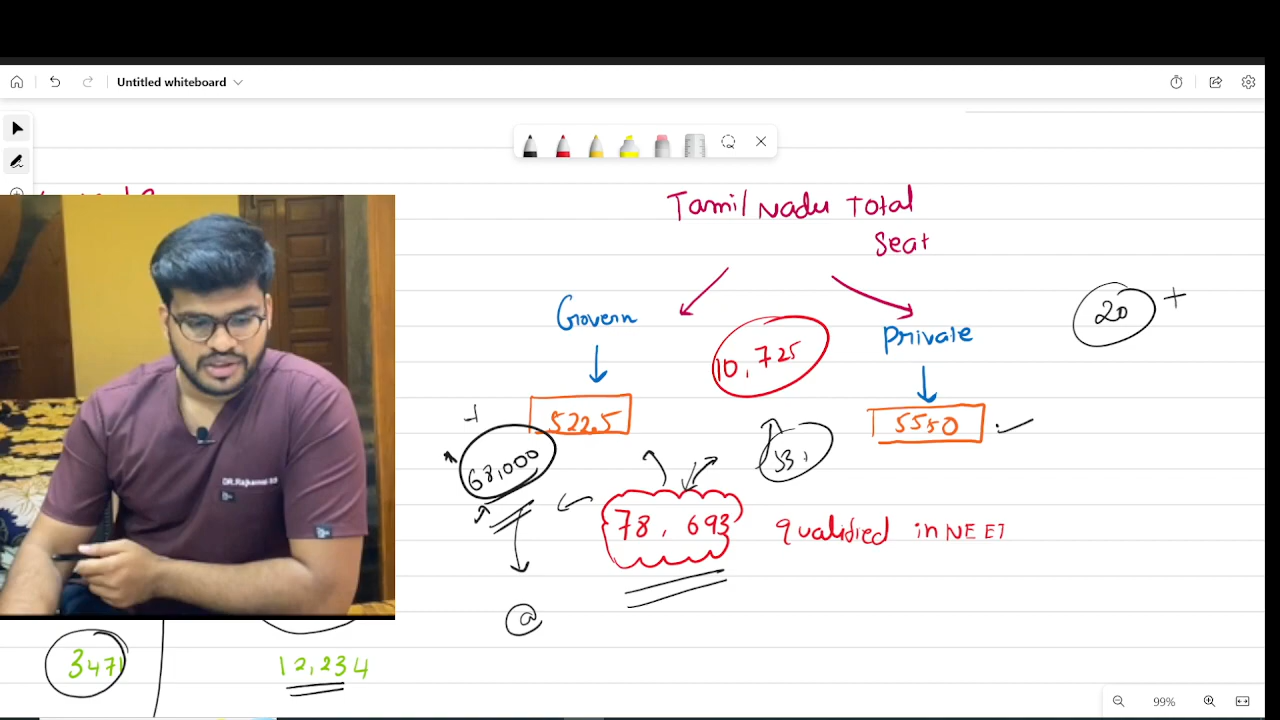 Untitled whiteboard
Tamil Nadu Total
Seat
Govern
Private
20 +
10,725
5225
5550
68,000
78,693
qualified in NEET
@
3471
12,234
99%